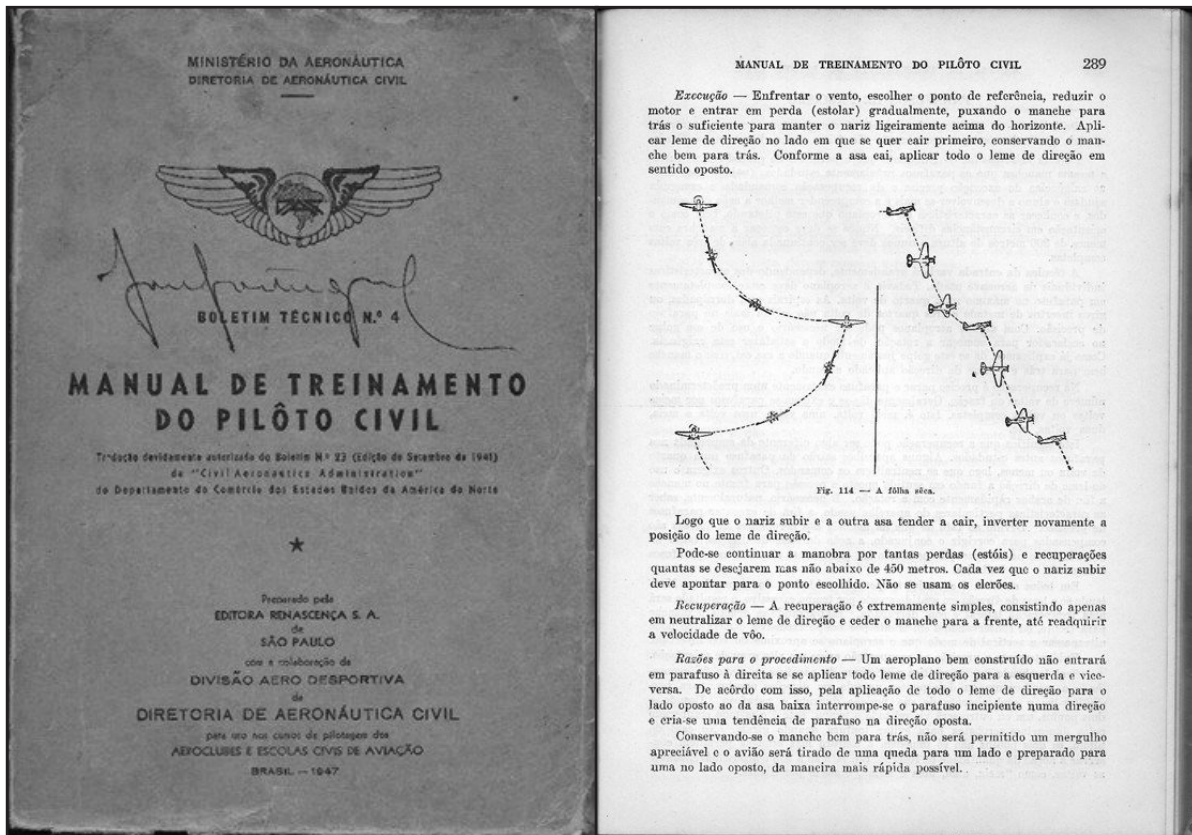 MINISTÉRIO DA AERONÁUTICA
DIRETORIA DE AERONÁUTICA CIVIL
BOLETIM TÉCNICO N.º 4
MANUAL DE TREINAMENTO
DO PILÔTO CIVIL
Tradução devidamente autorizada do Boletim N.º 23 (Edição de Setembro de 1941)
da "Civil Aeronautics Administration"
do Departamento do Comércio dos Estados Unidos da América do Norte
Preparado pela
EDITORA RENASCENÇA S. A.
de
SÃO PAULO
com a colaboração da
DIVISÃO AERO DESPORTIVA
da
DIRETORIA DE AERONÁUTICA CIVIL
para uso nos cursos de pilotagem dos
AEROCLUBES E ESCOLAS CIVIS DE AVIAÇÃO
BRASIL — 1947
MANUAL DE TREINAMENTO DO PILÔTO CIVIL 289
Execução — Enfrentar o vento, escolher o ponto de referência, reduzir o
motor e entrar em perda (estolar) gradualmente, puxando o manche para
trás o suficiente para manter o nariz ligeiramente acima do horizonte. Apli-
car leme de direção no lado em que se quer cair primeiro, conservando o man-
che bem para trás. Conforme a asa cai, aplicar todo o leme de direção em
sentido oposto.
Fig. 114 — A fôlha sêca.
Logo que o nariz subir e a outra asa tender a cair, inverter novamente a
posição do leme de direção.
Pode-se continuar a manobra por tantas perdas (estóis) e recuperações
quantas se desejarem mas não abaixo de 450 metros. Cada vez que o nariz subir
deve apontar para o ponto escolhido. Não se usam os elerões.
Recuperação — A recuperação é extremamente simples, consistindo apenas
em neutralizar o leme de direção e ceder o manche para a frente, até readquirir
a velocidade de vôo.
Razões para o procedimento — Um aeroplano bem construído não entrará
em parafuso à direita se se aplicar todo leme de direção para a esquerda e vice-
versa. De acôrdo com isso, pela aplicação de todo o leme de direção para o
lado oposto ao da asa baixa interrompe-se o parafuso incipiente numa direção
e cria-se uma tendência de parafuso na direção oposta.
Conservando-se o manche bem para trás, não será permitido um mergulho
apreciável e o avião será tirado de uma queda para um lado e preparado para
uma no lado oposto, da maneira mais rápida possível.